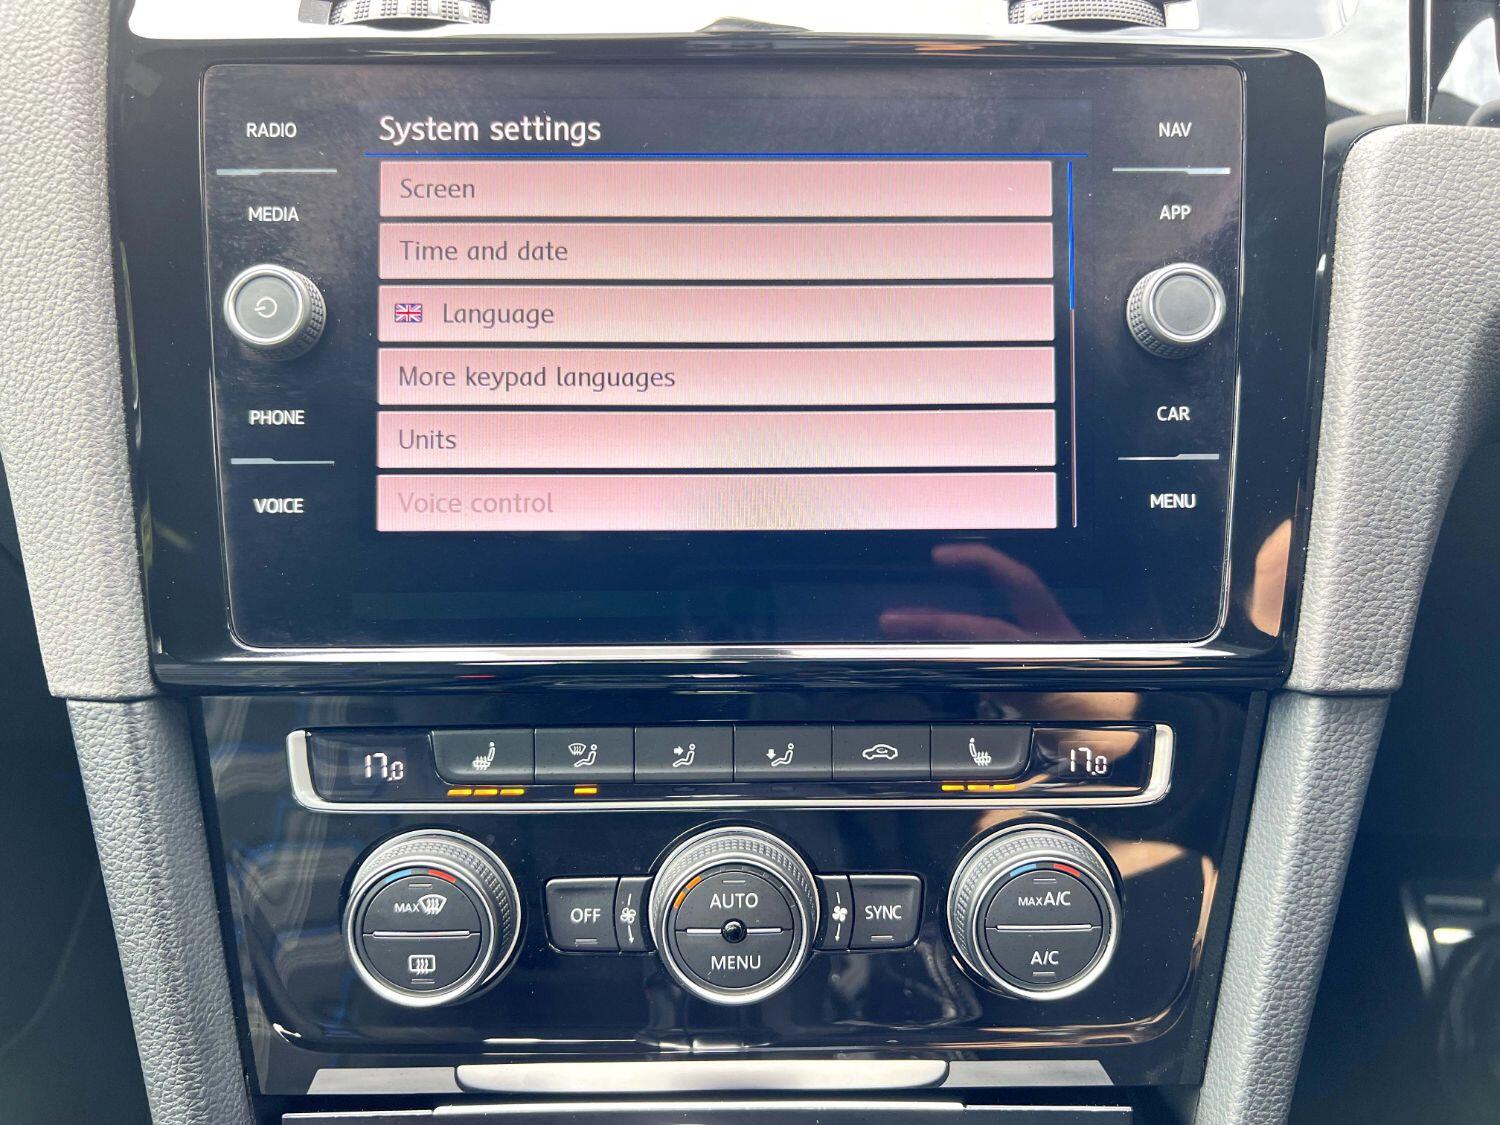 RADIO
MEDIA
PHONE
VOICE
System settings
Screen
Time and date
Language
More keypad languages
Units
Voice control
NAV
APP
CAR
MENU
17.0
17.0
MAX
OFF
AUTO
MENU
SYNC
MAX A/C
A/C